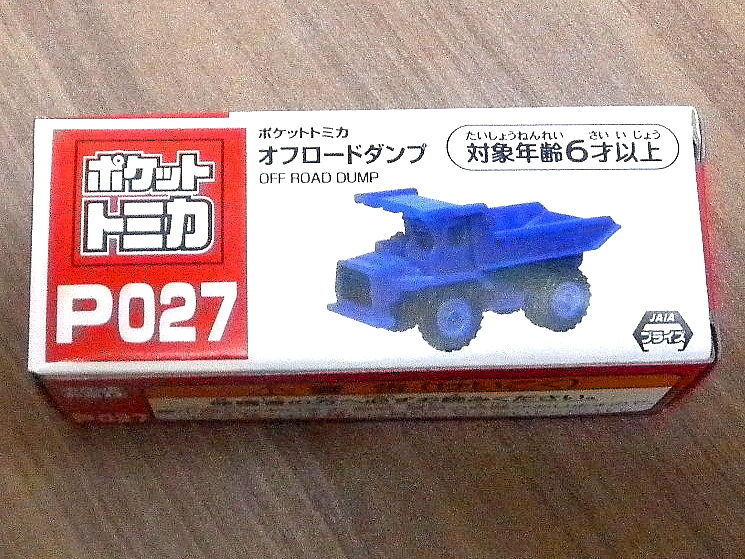 ポケット
トミカ
P027
ポケットトミカ
オフロードダンプ
OFF ROAD DUMP
たいしょうねんれい さい い じょう
対象年齢6才以上
JAIA
プライズ
P027